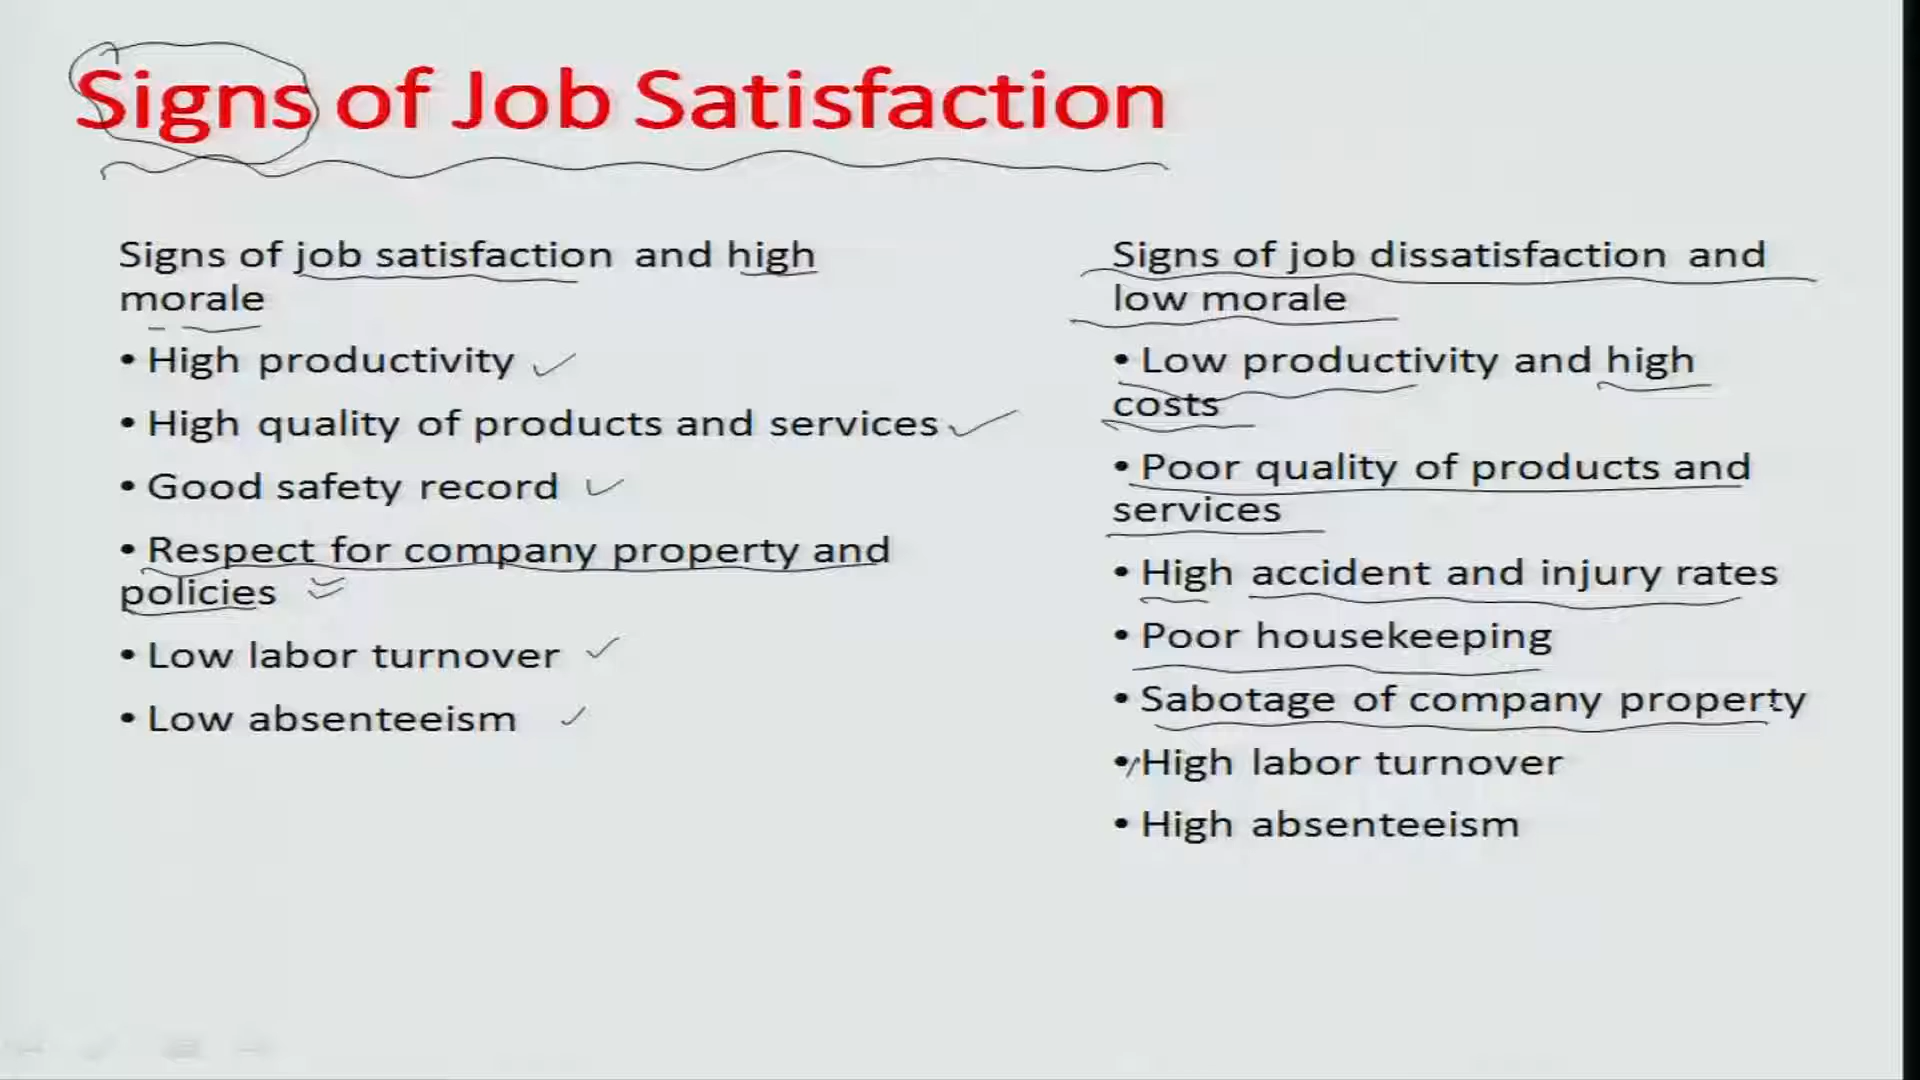 Signs of Job Satisfaction
Signs of job satisfaction and high
morale
• High productivity
• High quality of products and services
• Good safety record
• Respect for company property and
policies
• Low labor turnover
• Low absenteeism
Signs of job dissatisfaction and
low morale
• Low productivity and high
costs
• Poor quality of products and
services
• High accident and injury rates
• Poor housekeeping
• Sabotage of company property
• High labor turnover
• High absenteeism